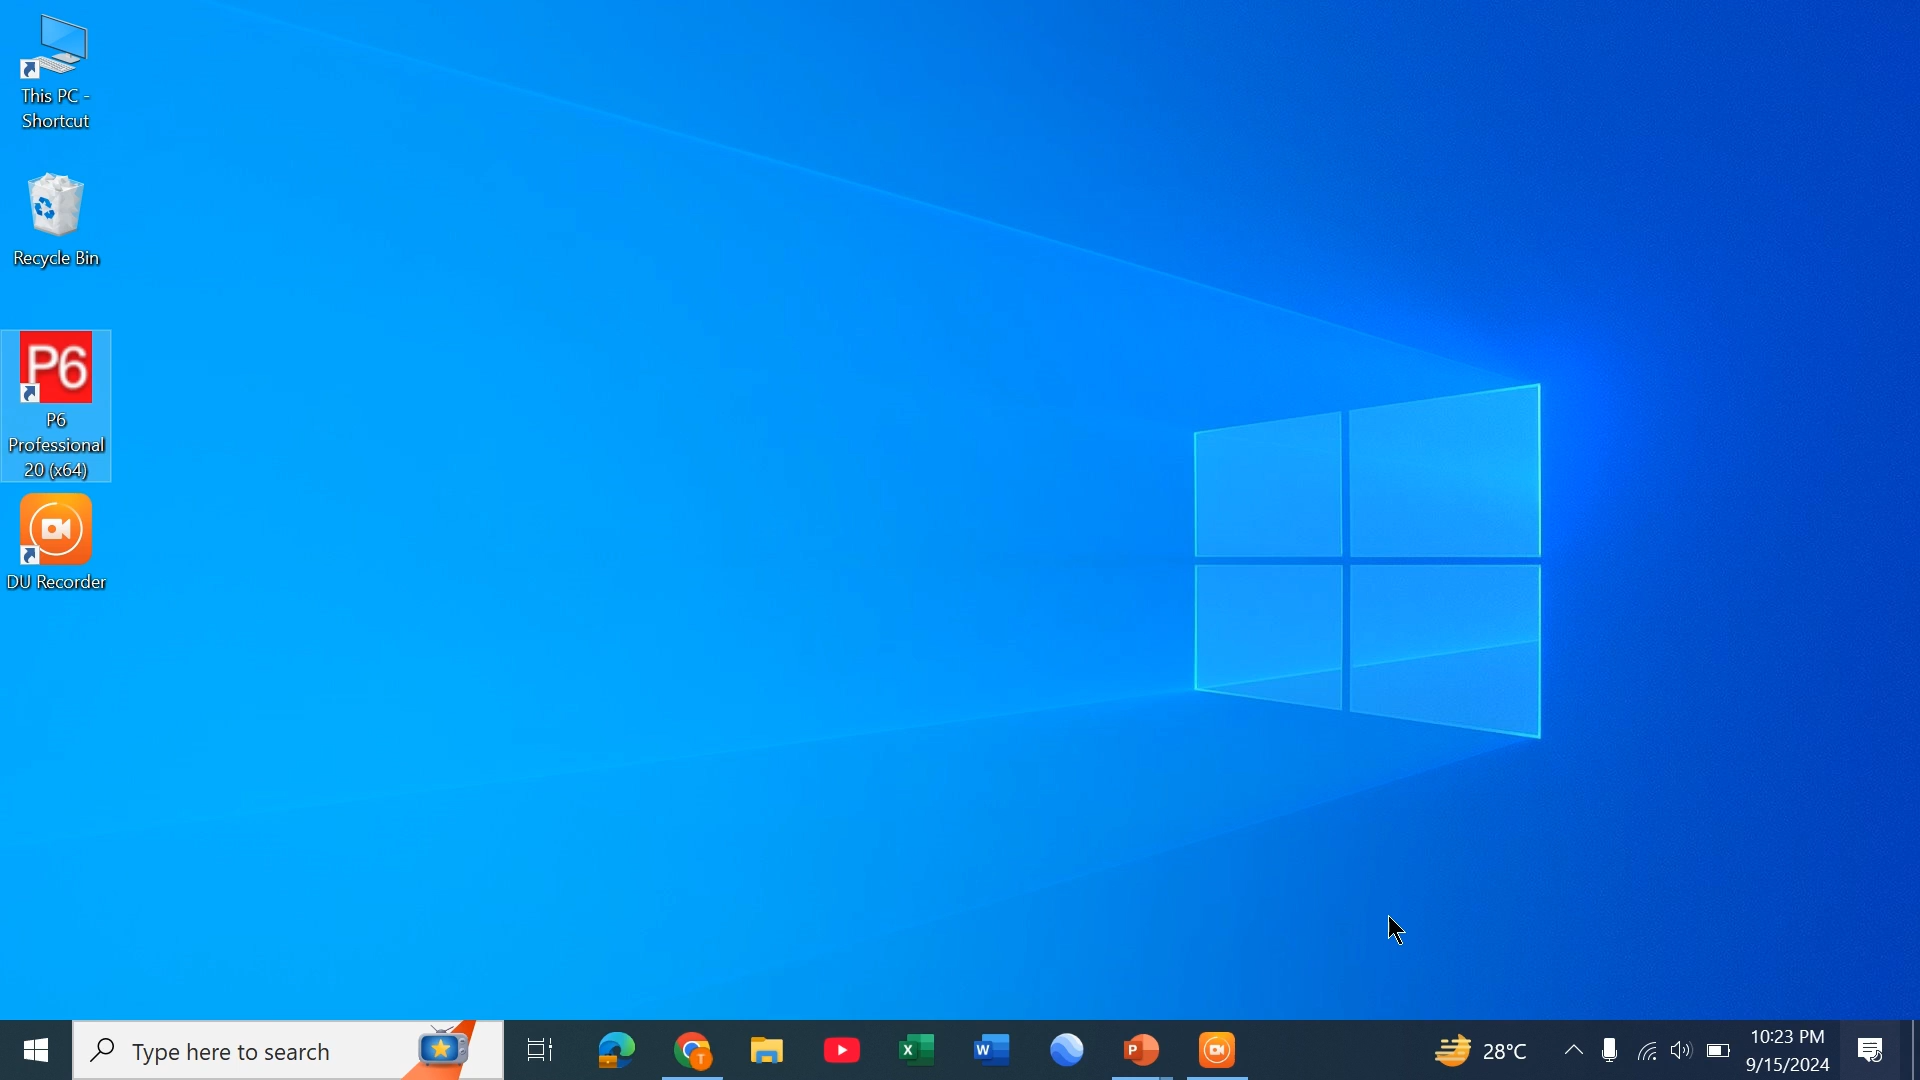 This PC -
Shortcut
Recycle Bin
P6
P6
Professional
20 (x64)
DU Recorder
Type here to search
T
X
W
P
28°C
10:23 PM
9/15/2024